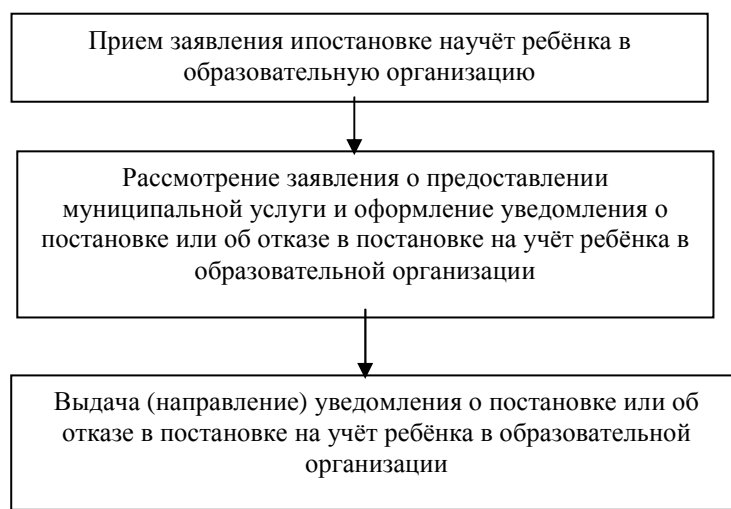 Прием заявления ипостановке научёт ребёнка в
образовательную организацию
Рассмотрение заявления о предоставлении
муниципальной услуги и оформление уведомления о
постановке или об отказе в постановке на учёт ребёнка в
образовательной организации
Выдача (направление) уведомления о постановке или об
отказе в постановке на учёт ребёнка в образовательной
организации